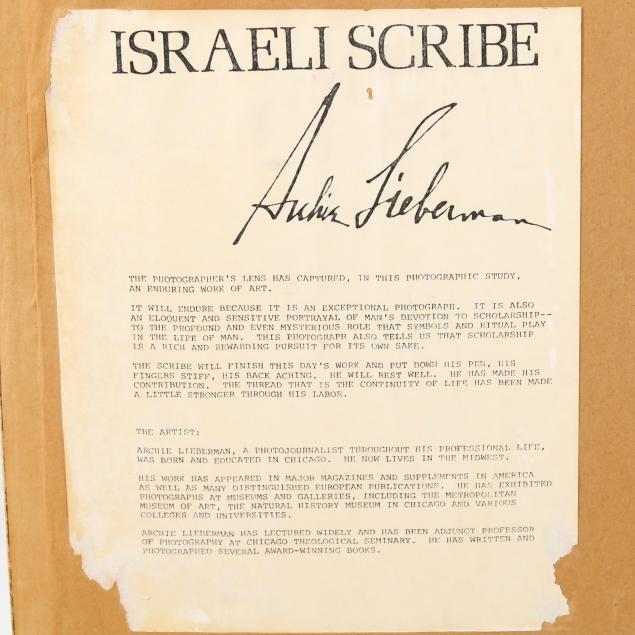 ISRAELI SCRIBE
Archie Lieberman
THE PHOTOGRAPHER'S LENS HAS CAPTURED, IN THIS PHOTOGRAPHIC STUDY,
AN ENDURING WORK OF ART.
IT WILL ENDURE BECAUSE IT IS AN EXCEPTIONAL PHOTOGRAPH. IT IS ALSO
AN ELOQUENT AND SENSITIVE PORTRAYAL OF MAN'S DEVOTION TO SCHOLARSHIP--
TO THE PROFOUND AND EVEN MYSTERIOUS ROLE THAT SYMBOLS AND RITUAL PLAY
IN THE LIFE OF MAN. THIS PHOTOGRAPH ALSO TELLS US THAT SCHOLARSHIP
IS A RICH AND REWARDING PURSUIT FOR ITS OWN SAKE.
THE SCRIBE WILL FINISH THIS DAY'S WORK AND PUT DOWN HIS PEN, HIS
FINGERS STIFF, HIS BACK ACHING. HE WILL REST WELL. HE HAS MADE HIS
CONTRIBUTION. THE THREAD THAT IS THE CONTINUITY OF LIFE HAS BEEN MADE
A LITTLE STRONGER THROUGH HIS LABOR.
THE ARTIST:
ARCHIE LIEBERMAN, A PHOTOJOURNALIST THROUGHOUT HIS PROFESSIONAL LIFE,
WAS BORN AND EDUCATED IN CHICAGO. HE NOW LIVES IN THE MIDWEST.
HIS WORK HAS APPEARED IN MAJOR MAGAZINES AND SUPPLEMENTS IN AMERICA
AS WELL AS MANY DISTINGUISHED EUROPEAN PUBLICATIONS. HE HAS EXHIBITED
PHOTOGRAPHS AT MUSEUMS AND GALLERIES, INCLUDING THE METROPOLITAN
MUSEUM OF ART, THE NATURAL HISTORY MUSEUM IN CHICAGO AND VARIOUS
COLLEGES AND UNIVERSITIES.
ARCHIE LIEBERMAN HAS LECTURED WIDELY AND HAS BEEN ADJUNCT PROFESSOR
OF PHOTOGRAPHY AT CHICAGO THEOLOGICAL SEMINARY. HE HAS WRITTEN AND
PHOTOGRAPHED SEVERAL AWARD-WINNING BOOKS.